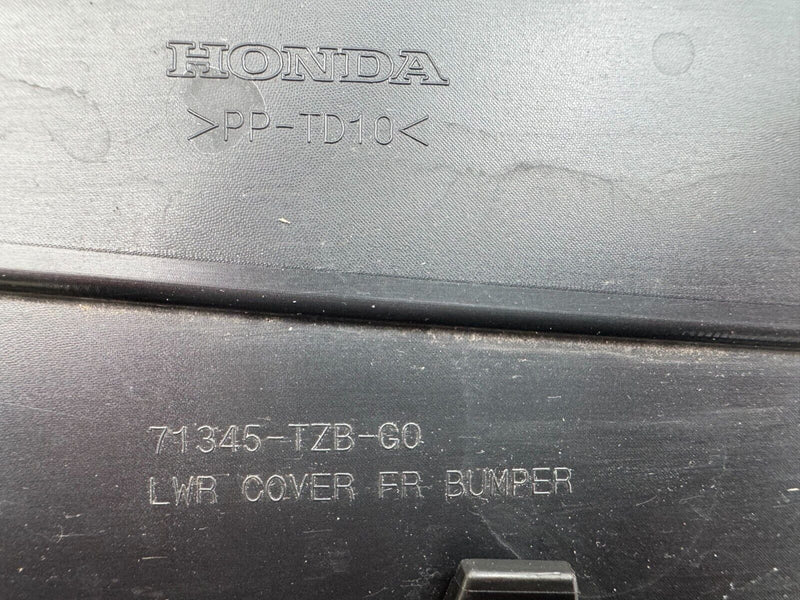 HONDA
>PP-TD10<
71345-TZB-G0
LWR COVER FR BUMPER